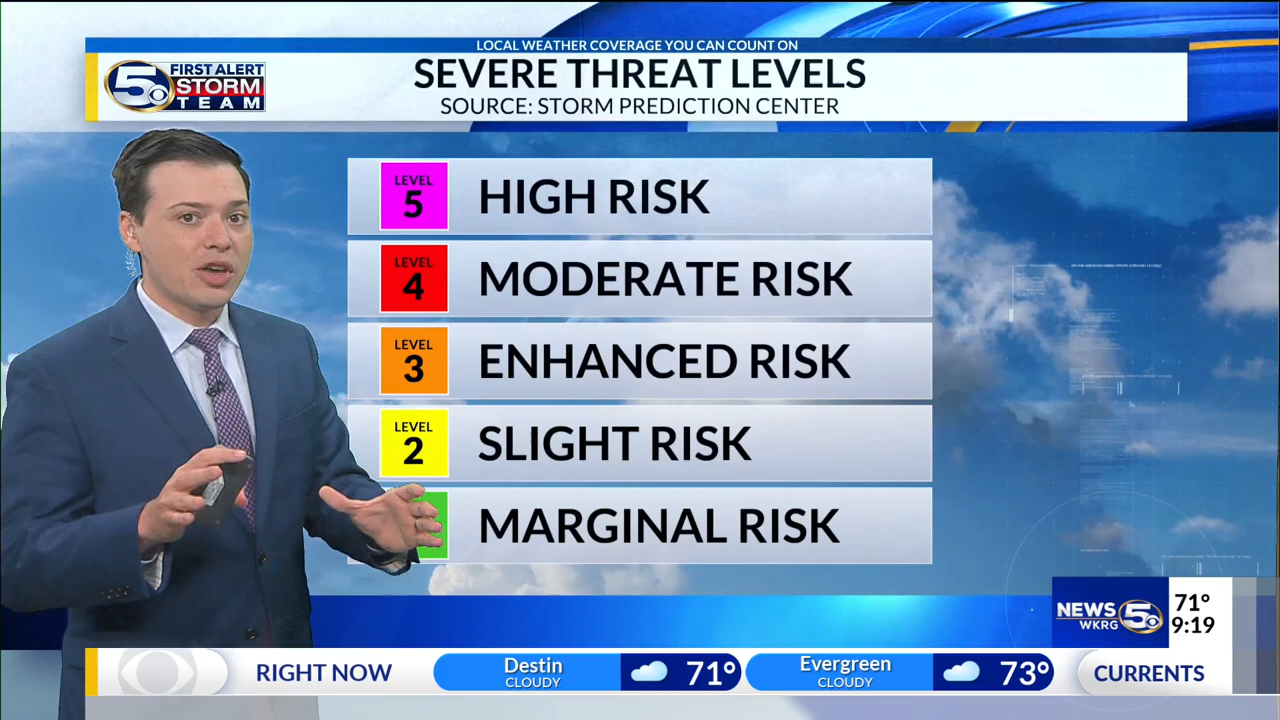 LOCAL WEATHER COVERAGE YOU CAN COUNT ON
SEVERE THREAT LEVELS
SOURCE: STORM PREDICTION CENTER
5
FIRST ALERT
STORM
TEAM
LEVEL
5
HIGH RISK
LEVEL
4
MODERATE RISK
LEVEL
3
ENHANCED RISK
LEVEL
2
SLIGHT RISK
MARGINAL RISK
NEWS 5
WKRG
71°
9:19
RIGHT NOW
Destin
CLOUDY
71°
Evergreen
CLOUDY
73°
CURRENTS